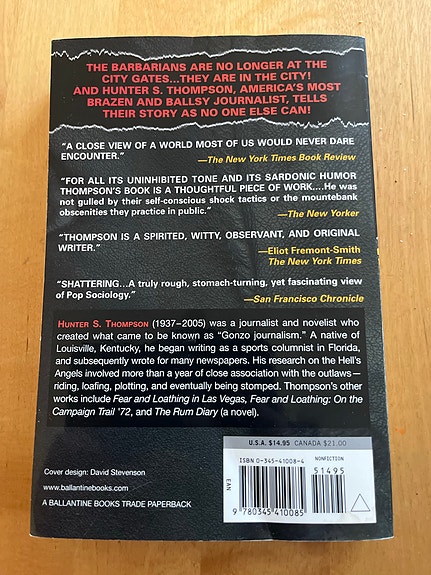 THE BARBARIANS ARE NO LONGER AT THE
CITY GATES...THEY ARE IN THE CITY!
AND HUNTER S. THOMPSON, AMERICA'S MOST
BRAZEN AND BALLSY JOURNALIST, TELLS
THEIR STORY AS NO ONE ELSE CAN!
"A CLOSE VIEW OF A WORLD MOST OF US WOULD NEVER DARE
ENCOUNTER."
—The New York Times Book Review
"FOR ALL ITS UNINHIBITED TONE AND ITS SARDONIC HUMOR
THOMPSON'S BOOK IS A THOUGHTFUL PIECE OF WORK....He was
not gulled by their self-conscious shock tactics or the mountebank
obscenities they practice in public."
—The New Yorker
"THOMPSON IS A SPIRITED, WITTY, OBSERVANT, AND ORIGINAL
WRITER."
—Eliot Fremont-Smith
The New York Times
"SHATTERING...A truly rough, stomach-turning, yet fascinating view
of Pop Sociology."
—San Francisco Chronicle
HUNTER S. THOMPSON (1937–2005) was a journalist and novelist who
created what came to be known as "Gonzo journalism." A native of
Louisville, Kentucky, he began writing as a sports columnist in Florida,
and subsequently wrote for many newspapers. His research on the Hell's
Angels involved more than a year of close association with the outlaws—
riding, loafing, plotting, and eventually being stomped. Thompson's other
works include Fear and Loathing in Las Vegas, Fear and Loathing: On the
Campaign Trail '72, and The Rum Diary (a novel).
U.S.A. $14.95 CANADA $21.00
ISBN 0-345-41008-4 NONFICTION
51495
EAN
9 780345 410085
Cover design: David Stevenson
www.ballantinebooks.com
A BALLANTINE BOOKS TRADE PAPERBACK